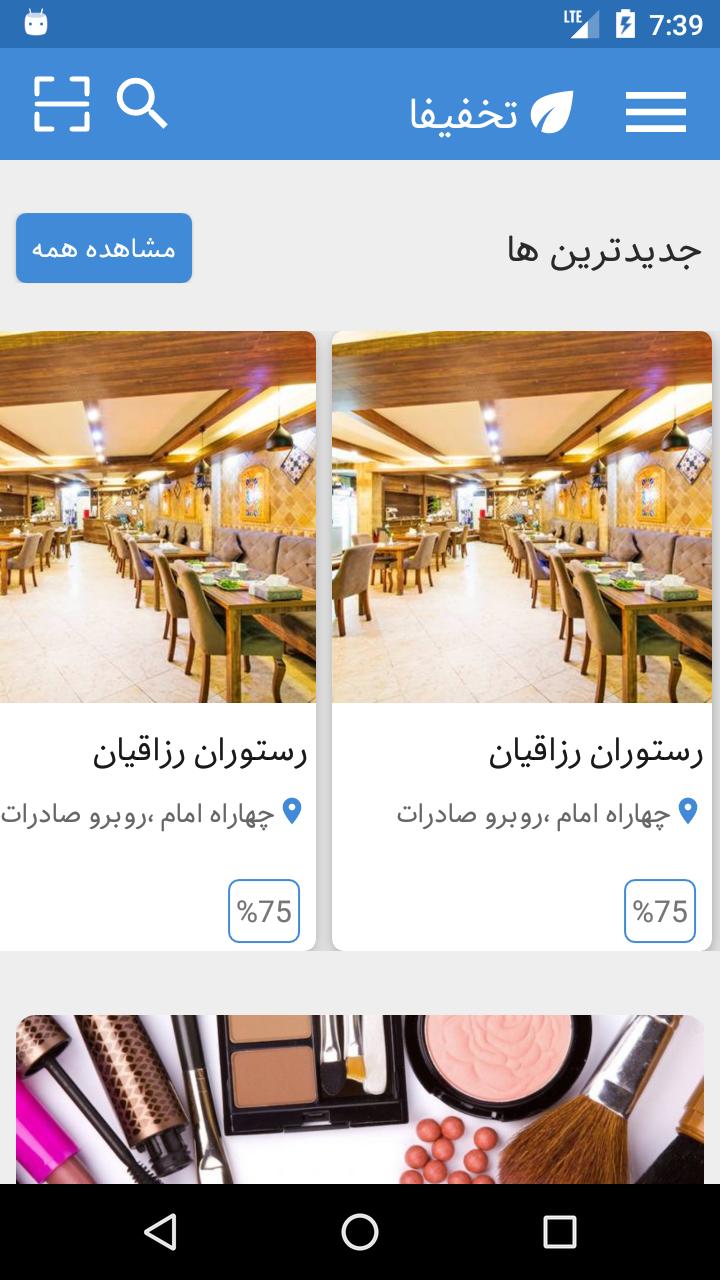 LTE 7:39
تخفیفا
جدیدترین ها
مشاهده همه
رستوران رزاقیان
چهاراه امام ،روبرو صادرات
%75
رستوران رزاقیان
چهاراه امام ،روبرو صادرات
%75